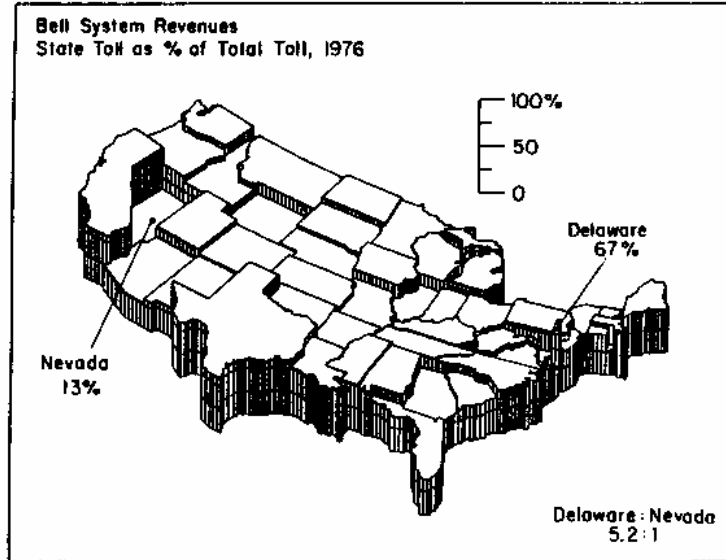 Bell System Revenues
State Toll as % of Total Toll, 1976
100%
50
0
Delaware
67%
Nevada
13%
Delaware: Nevada
5.2:1